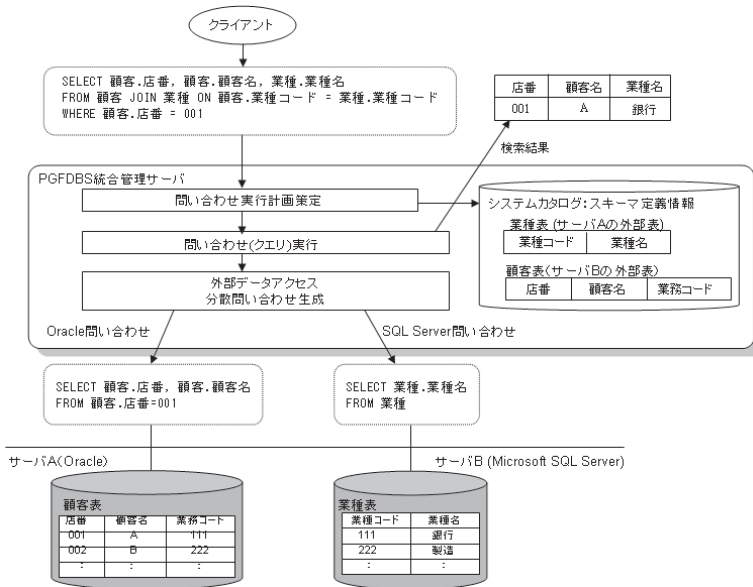 クライアント
SELECT 顧客.店番, 顧客.顧客名, 業種.業種名
FROM 顧客 JOIN 業種 ON 顧客.業種コード = 業種.業種コード
WHERE 顧客.店番 = 001
店番 顧客名 業種名
001 A 銀行
検索結果
PGFDBS統合管理サーバ
問い合わせ実行計画策定
問い合わせ(クエリ)実行
外部データアクセス
分散問い合わせ生成
システムカタログ:スキーマ定義情報
業種表 (サーバAの外部表)
業種コード 業種名
顧客表(サーバBの外部表)
店番 顧客名 業務コード
Oracle問い合わせ
SQL Server問い合わせ
SELECT 顧客.店番, 顧客.顧客名
FROM 顧客.店番=001
SELECT 業種.業種名
FROM 業種
サーバA(Oracle)
サーバB (Microsoft SQL Server)
顧客表
店番 顧客名 業務コード
001 A 111
002 B 222
: : :
業種表
業種コード 業種名
111 銀行
222 製造
: :